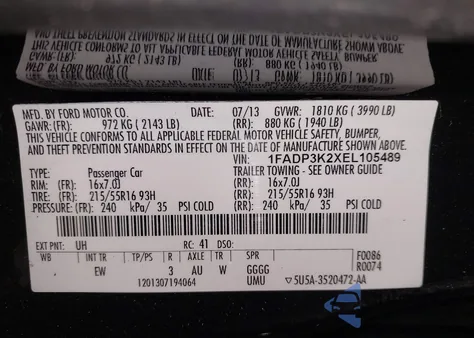 MFD. BY FORD MOTOR CO. DATE: 07/13 GVWR: 1810 KG ( 3990 LB)
GAWR: (FR): 972 KG ( 2143 LB) (RR): 880 KG ( 1940 LB)
THIS VEHICLE CONFORMS TO ALL APPLICABLE FEDERAL MOTOR VEHICLE SAFETY, BUMPER,
AND THEFT PREVENTION STANDARDS IN EFFECT ON THE DATE OF MANUFACTURE SHOWN ABOVE.
VIN: 1FADP3K2XEL105489
TYPE: Passenger Car TRAILER TOWING - SEE OWNER GUIDE
RIM: (FR): 16x7.0J (RR): 16x7.0J
TIRE: (FR): 215/55R16 93H (RR): 215/55R16 93H
PRESSURE: (FR): 240 kPa/ 35 PSI COLD (RR): 240 kPa/ 35 PSI COLD
EXT PNT: UH RC: 41 DSO: F0086
WB INT TR TP/PS R AXLE TR SPR R0074
EW 3 AU W GGGG
1201307194064 UMU 5U5A-3520472-AA